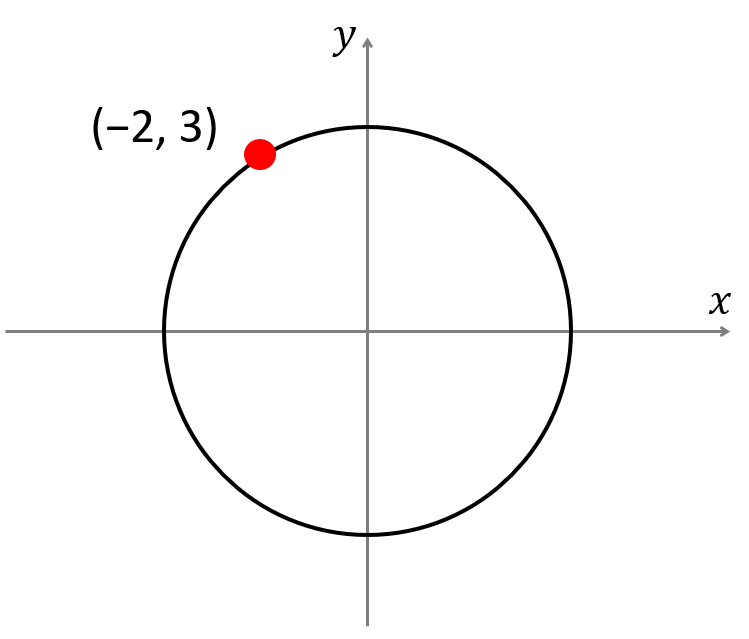 y
(−2, 3)
x